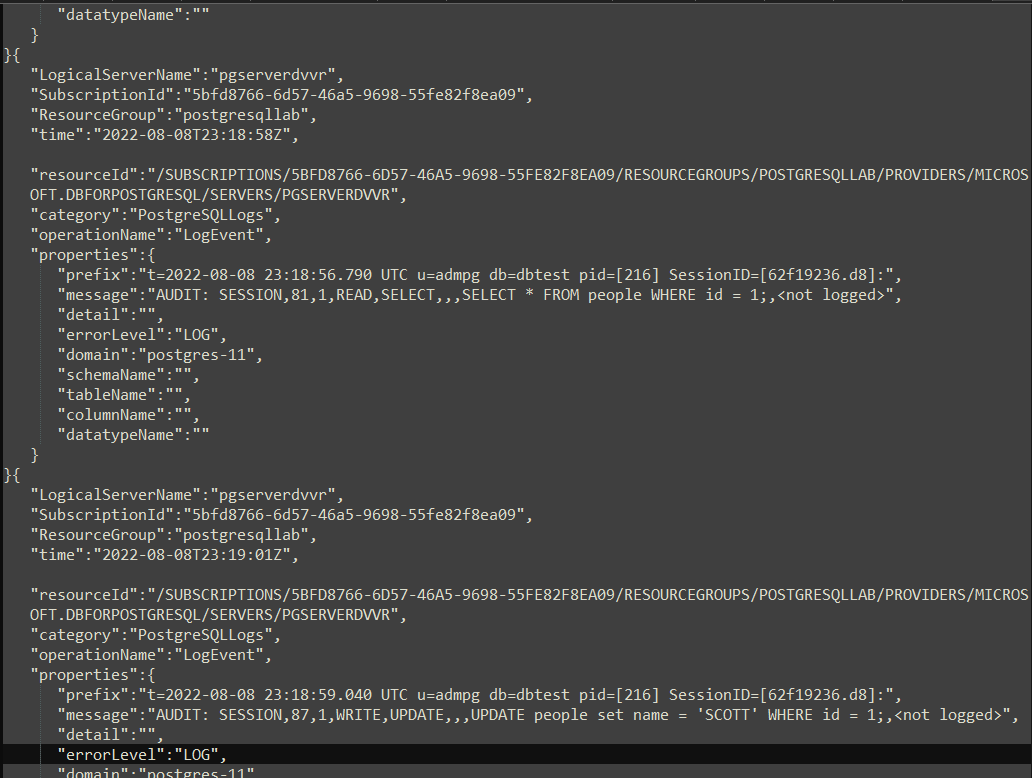 "datatypeName":""
}
}{
"LogicalServerName":"pgserverdvvr",
"SubscriptionId":"5bfd8766-6d57-46a5-9698-55fe82f8ea09",
"ResourceGroup":"postgresqllab",
"time":"2022-08-08T23:18:58Z",
"resourceId":"/SUBSCRIPTIONS/5BFD8766-6D57-46A5-9698-55FE82F8EA09/RESOURCEGROUPS/POSTGRESQLLAB/PROVIDERS/MICROS
OFT.DBFORPOSTGRESQL/SERVERS/PGSERVERDVVR",
"category":"PostgreSQLLogs",
"operationName":"LogEvent",
"properties":{
"prefix":"t=2022-08-08 23:18:56.790 UTC u=admpg db=dbtest pid=[216] SessionID=[62f19236.d8]:",
"message":"AUDIT: SESSION,81,1,READ,SELECT,,,SELECT * FROM people WHERE id = 1;,<not logged>",
"detail":"",
"errorLevel":"LOG",
"domain":"postgres-11",
"schemaName":"",
"tableName":"",
"columnName":"",
"datatypeName":""
}
}{
"LogicalServerName":"pgserverdvvr",
"SubscriptionId":"5bfd8766-6d57-46a5-9698-55fe82f8ea09",
"ResourceGroup":"postgresqllab",
"time":"2022-08-08T23:19:01Z",
"resourceId":"/SUBSCRIPTIONS/5BFD8766-6D57-46A5-9698-55FE82F8EA09/RESOURCEGROUPS/POSTGRESQLLAB/PROVIDERS/MICROS
OFT.DBFORPOSTGRESQL/SERVERS/PGSERVERDVVR",
"category":"PostgreSQLLogs",
"operationName":"LogEvent",
"properties":{
"prefix":"t=2022-08-08 23:18:59.040 UTC u=admpg db=dbtest pid=[216] SessionID=[62f19236.d8]:",
"message":"AUDIT: SESSION,87,1,WRITE,UPDATE,,,UPDATE people set name = 'SCOTT' WHERE id = 1;,<not logged>",
"detail":"",
"errorLevel":"LOG",
"domain":"postgres-11"